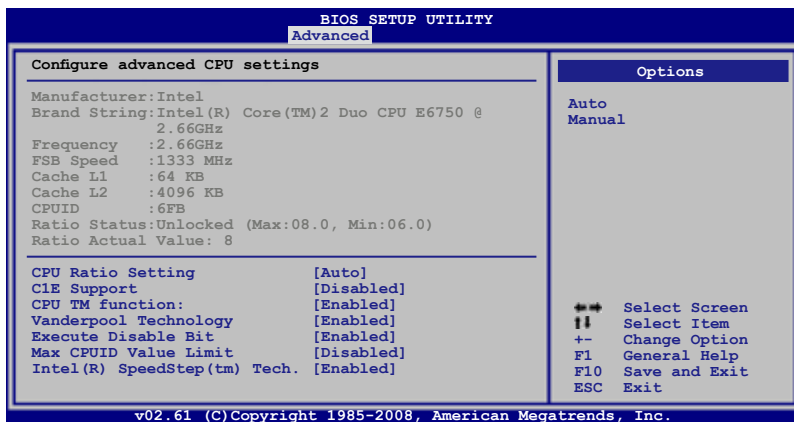 BIOS SETUP UTILITY
Advanced
Configure advanced CPU settings
Manufacturer:Intel
Brand String:Intel(R) Core(TM)2 Duo CPU E6750 @
2.66GHz
Frequency :2.66GHz
FSB Speed :1333 MHz
Cache L1 :64 KB
Cache L2 :4096 KB
CPUID :6FB
Ratio Status:Unlocked (Max:08.0, Min:06.0)
Ratio Actual Value: 8
CPU Ratio Setting [Auto]
C1E Support [Disabled]
CPU TM function: [Enabled]
Vanderpool Technology [Enabled]
Execute Disable Bit [Enabled]
Max CPUID Value Limit [Disabled]
Intel(R) SpeedStep(tm) Tech. [Enabled]
Options
Auto
Manual
Select Screen
Select Item
+- Change Option
F1 General Help
F10 Save and Exit
ESC Exit
v02.61 (C)Copyright 1985-2008, American Megatrends, Inc.